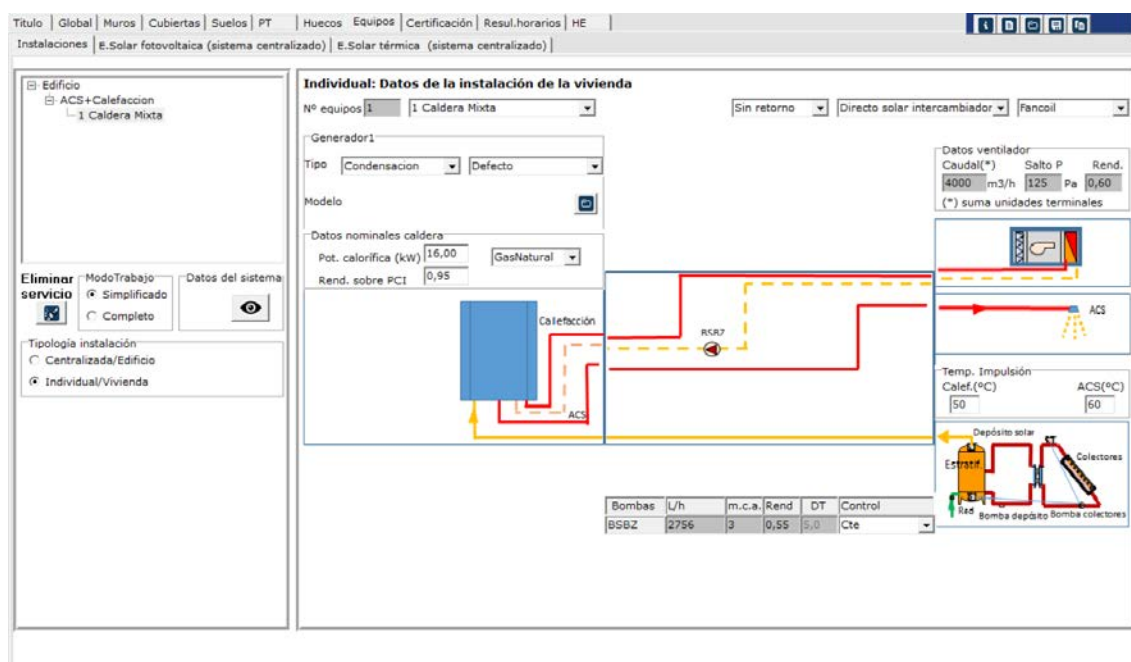 Titulo Global Muros Cubiertas Suelos PT Huecos Equipos Certificación Resul.horarios HE
Instalaciones E.Solar fotovoltaica (sistema centralizado) E.Solar térmica (sistema centralizado)
Edificio
ACS+Calefaccion
1 Caldera Mixta
Eliminar servicio
ModoTrabajo
Simplificado
Completo
Datos del sistema
Tipología instalación
Centralizada/Edificio
Individual/Vivienda
Individual: Datos de la instalación de la vivienda
Nº equipos 1 1 Caldera Mixta Sin retorno Directo solar intercambiador Fancoil
Generador1
Tipo Condensacion Defecto
Modelo
Datos nominales caldera
Pot. calorífica (kW) 16,00 GasNatural
Rend. sobre PCI 0,95
Calefacción
ACS
BSBZ
Datos ventilador
Caudal(*) Salto P Rend.
4000 m3/h 125 Pa 0,60
(*) suma unidades terminales
ACS
Temp. Impulsión
Calef.(ºC) ACS(ºC)
50 60
Depósito solar
ST
Colectores
Estratif.
Red
Bomba depósito Bomba colectores
Bombas L/h m.c.a. Rend DT Control
BSBZ 2756 3 0,55 5,0 Cte